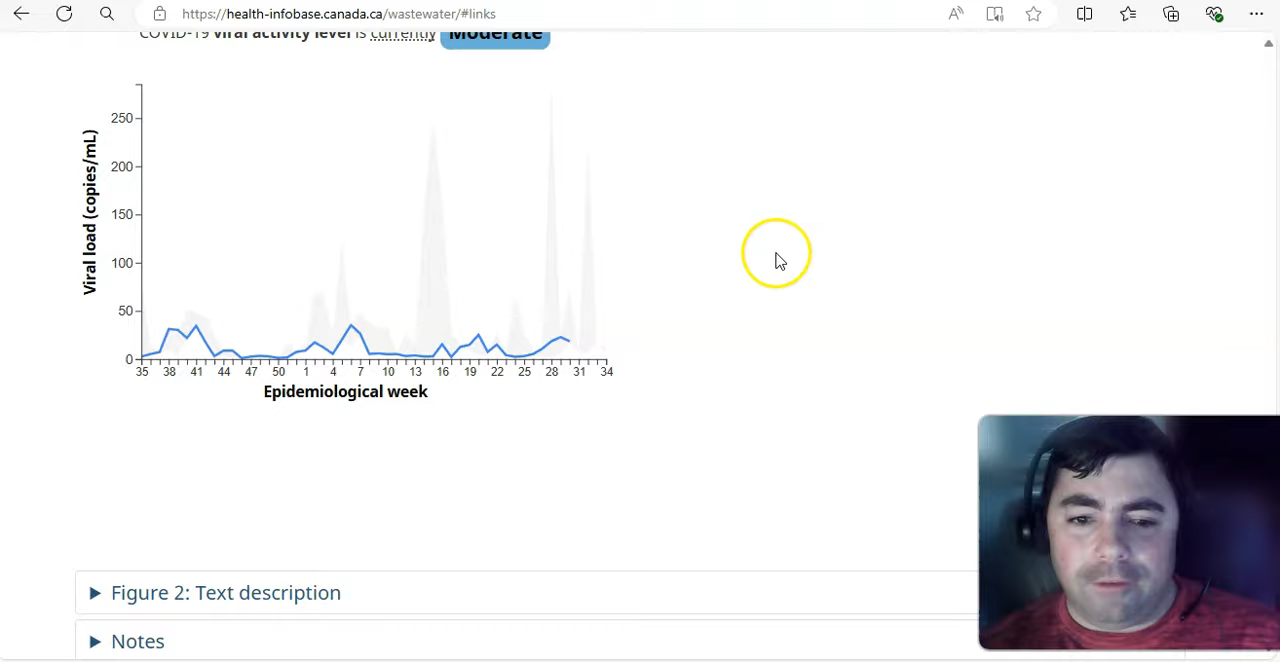 https://health-infobase.canada.ca/wastewater/#links
COVID-19 viral activity level is currently Moderate
250
200
150
100
50
0
Viral load (copies/mL)
35 38 41 44 47 50 1 4 7 10 13 16 19 22 25 28 31 34
Epidemiological week
Figure 2: Text description
Notes